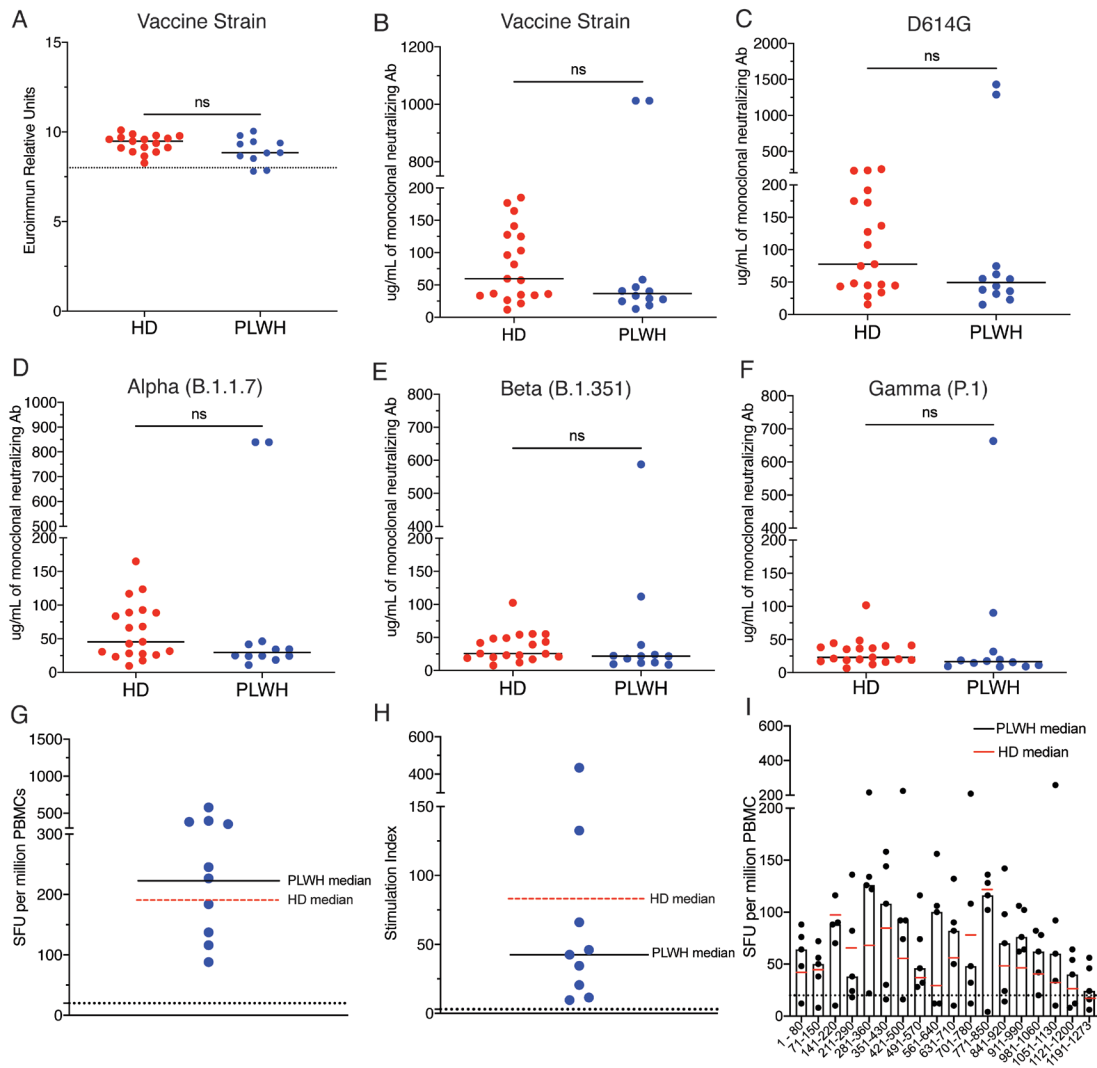 A
Vaccine Strain
Euroimmun Relative Units
15
10
5
0
ns
HD
PLWH
B
Vaccine Strain
ug/mL of monoclonal neutralizing Ab
1200
1000
800
200
150
100
50
0
ns
HD
PLWH
C
D614G
ug/mL of monoclonal neutralizing Ab
2000
1500
1000
500
200
150
100
50
0
ns
HD
PLWH
D
Alpha (B.1.1.7)
ug/mL of monoclonal neutralizing Ab
1000
900
800
700
600
500
200
150
100
50
0
ns
HD
PLWH
E
Beta (B.1.351)
ug/mL of monoclonal neutralizing Ab
800
700
600
500
400
200
150
100
50
0
ns
HD
PLWH
F
Gamma (P.1)
ug/mL of monoclonal neutralizing Ab
800
700
600
500
400
200
150
100
50
0
ns
HD
PLWH
G
SFU per million PBMCs
1500
1000
500
300
200
100
0
PLWH median
HD median
H
Stimulation Index
600
400
300
200
150
100
50
0
HD median
PLWH median
I
SFU per million PBMC
600
400
200
200
150
100
50
0
PLWH median
HD median
1 - 80
71-150
141-220
211-290
281-360
351-430
421-500
491-570
561-640
631-710
701-780
771-850
841-920
911-990
981-1060
1051-1130
1121-1200
1191-1273